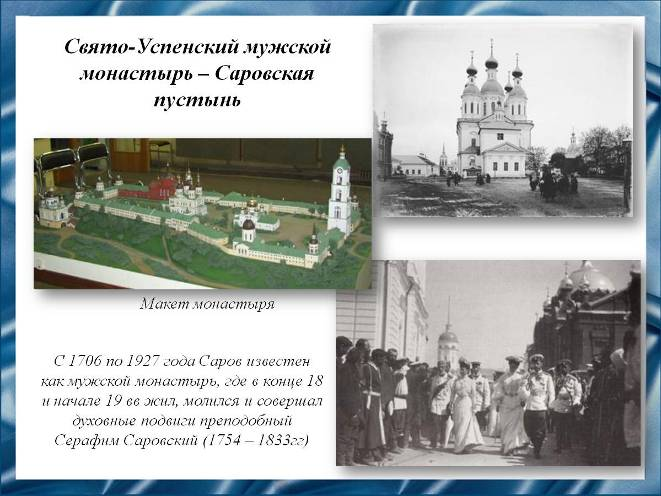 Свято-Успенский мужской
монастырь – Саровская
пустынь
Макет монастыря
С 1706 по 1927 года Саров известен
как мужской монастырь, где в конце 18
и начале 19 вв жил, молился и совершал
духовные подвиги преподобный
Серафим Саровский (1754 – 1833гг)